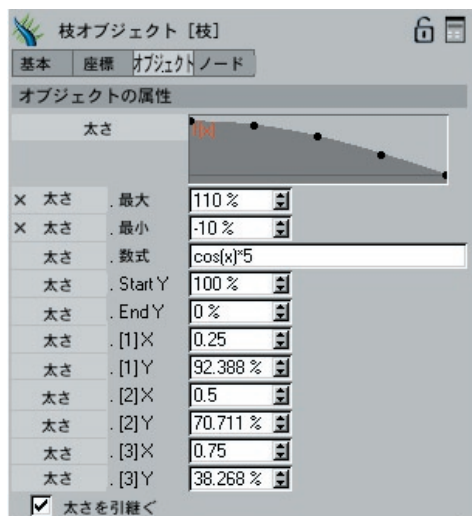 枝オブジェクト [枝]
基本 座標 オブジェクト ノード
オブジェクトの属性
太さ f(x)
× 太さ . 最大 110 %
× 太さ . 最小 -10 %
太さ . 数式 cos(x)*5
太さ . Start Y 100 %
太さ . End Y 0 %
太さ . [1] X 0.25
太さ . [1] Y 92.388 %
太さ . [2] X 0.5
太さ . [2] Y 70.711 %
太さ . [3] X 0.75
太さ . [3] Y 38.268 %
太さを引継ぐ